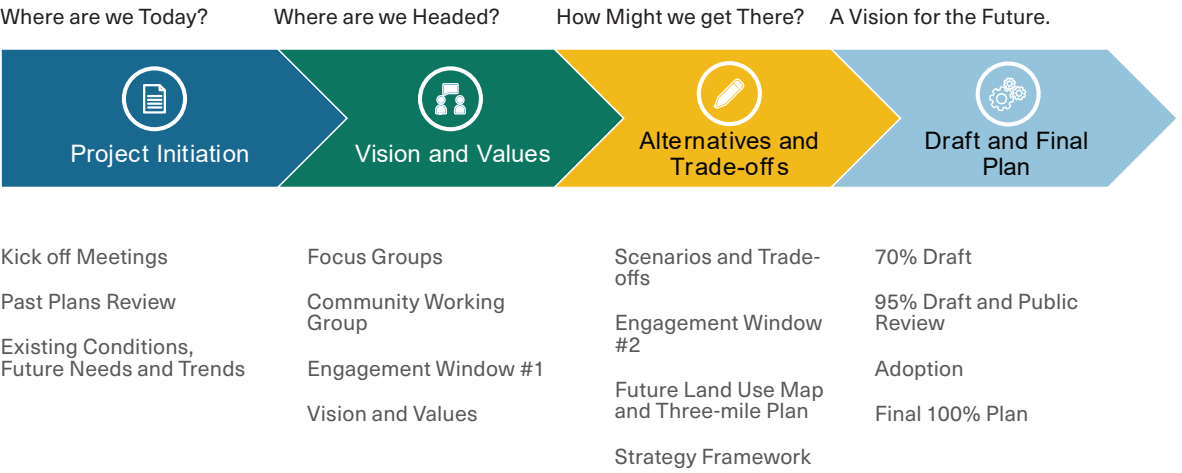 Where are we Today?
Where are we Headed?
How Might we get There?
A Vision for the Future.
Project Initiation
Vision and Values
Alternatives and
Trade-offs
Draft and Final
Plan
Kick off Meetings
Past Plans Review
Existing Conditions,
Future Needs and Trends
Focus Groups
Community Working
Group
Engagement Window #1
Vision and Values
Scenarios and Trade-
offs
Engagement Window
#2
Future Land Use Map
and Three-mile Plan
Strategy Framework
70% Draft
95% Draft and Public
Review
Adoption
Final 100% Plan